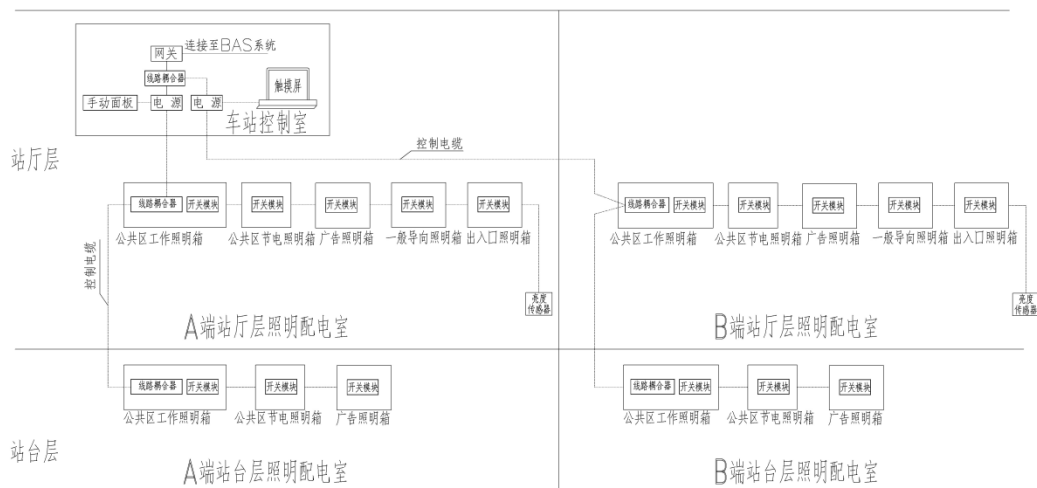 连接至BAS系统
网关
线路耦合器
触摸屏
手动面板
电 源
电 源
车站控制室
控制电缆
站厅层
线路耦合器 开关模块 开关模块 开关模块 开关模块 开关模块
公共区工作照明箱 公共区节电照明箱 广告照明箱 一般导向照明箱 出入口照明箱
线路耦合器 开关模块 开关模块 开关模块 开关模块 开关模块
公共区工作照明箱 公共区节电照明箱 广告照明箱 一般导向照明箱 出入口照明箱
控制电缆
亮度
传感器
亮度
传感器
A端站厅层照明配电室
B端站厅层照明配电室
线路耦合器 开关模块 开关模块 开关模块
公共区工作照明箱 公共区节电照明箱 广告照明箱
线路耦合器 开关模块 开关模块 开关模块
公共区工作照明箱 公共区节电照明箱 广告照明箱
站台层
A端站台层照明配电室
B端站台层照明配电室